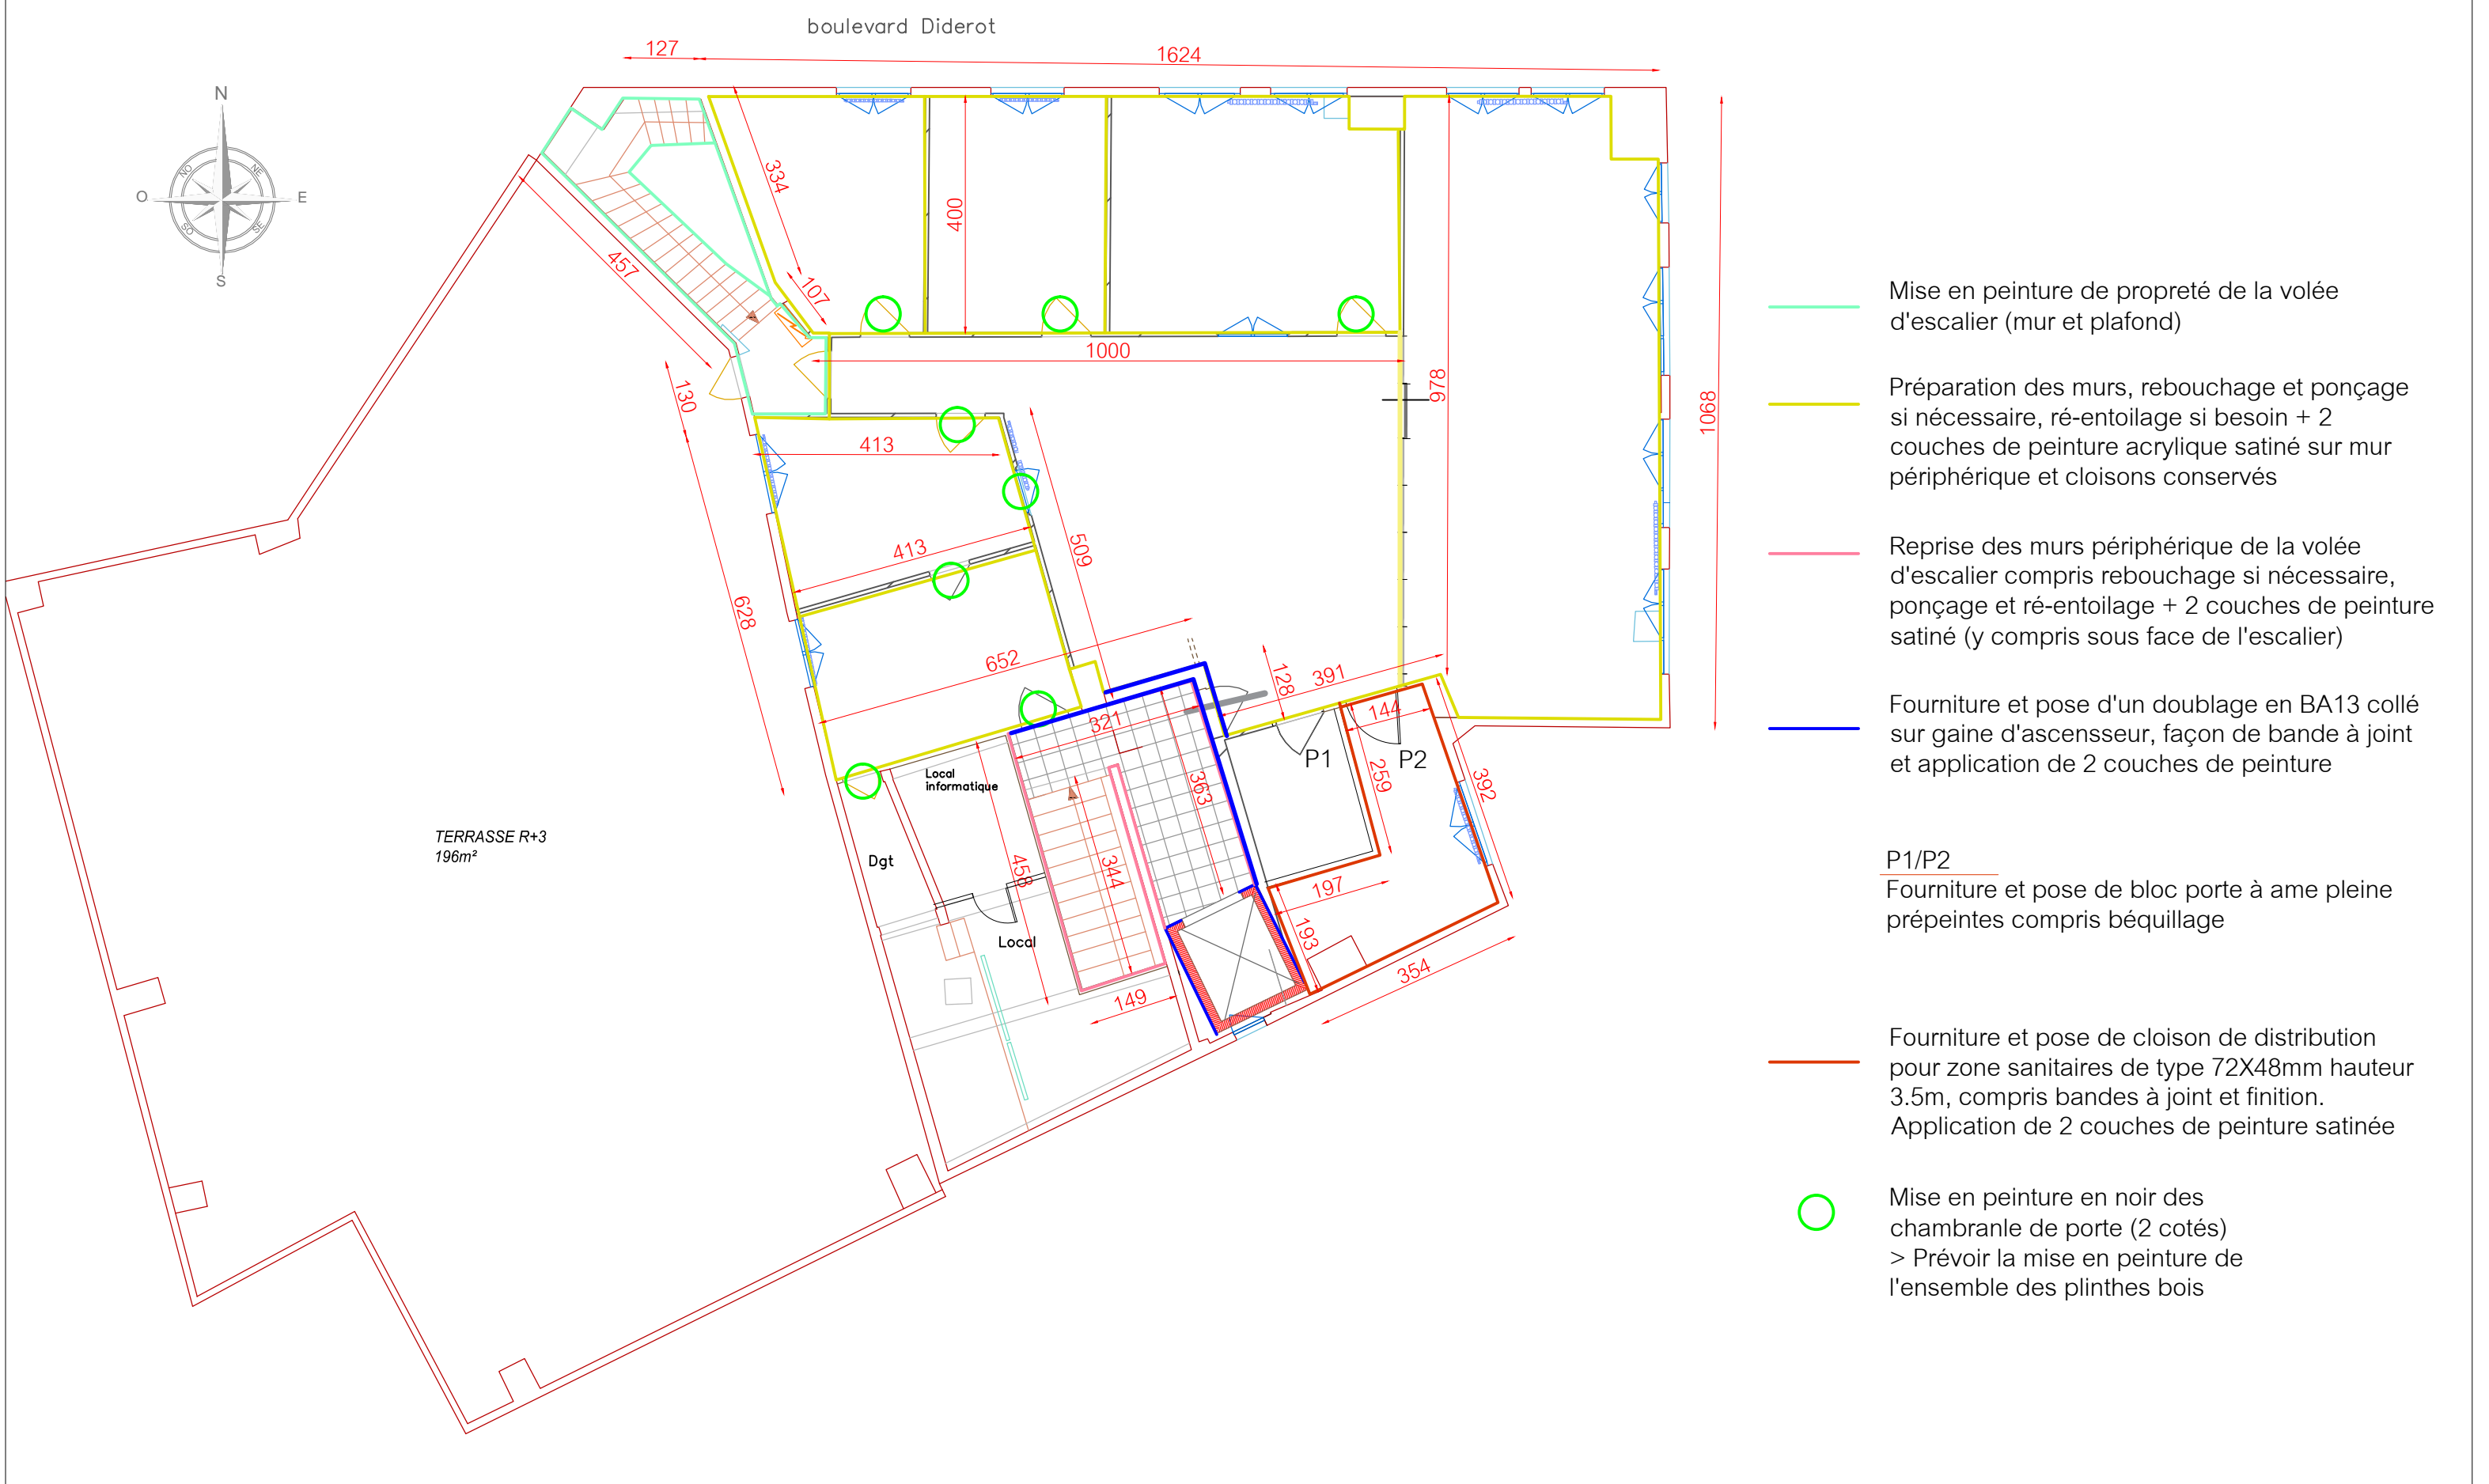 boulevard Diderot
127
1624
N
NO
NE
O
E
SO
SE
S
334
400
457
107
1000
978
1068
130
413
413
509
628
652
128
391
321
144
P1
P2
259
363
392
Local
informatique
Dgt
458
344
197
193
Local
149
354
TERRASSE R+3
196m²
Mise en peinture de propreté de la volée
d'escalier (mur et plafond)
Préparation des murs, rebouchage et ponçage
si nécessaire, ré-entoilage si besoin + 2
couches de peinture acrylique satiné sur mur
périphérique et cloisons conservés
Reprise des murs périphérique de la volée
d'escalier compris rebouchage si nécessaire,
ponçage et ré-entoilage + 2 couches de peinture
satiné (y compris sous face de l'escalier)
Fourniture et pose d'un doublage en BA13 collé
sur gaine d'ascensseur, façon de bande à joint
et application de 2 couches de peinture
P1/P2
Fourniture et pose de bloc porte à ame pleine
prépeintes compris béquillage
Fourniture et pose de cloison de distribution
pour zone sanitaires de type 72X48mm hauteur
3.5m, compris bandes à joint et finition.
Application de 2 couches de peinture satinée
Mise en peinture en noir des
chambranle de porte (2 cotés)
> Prévoir la mise en peinture de
l'ensemble des plinthes bois